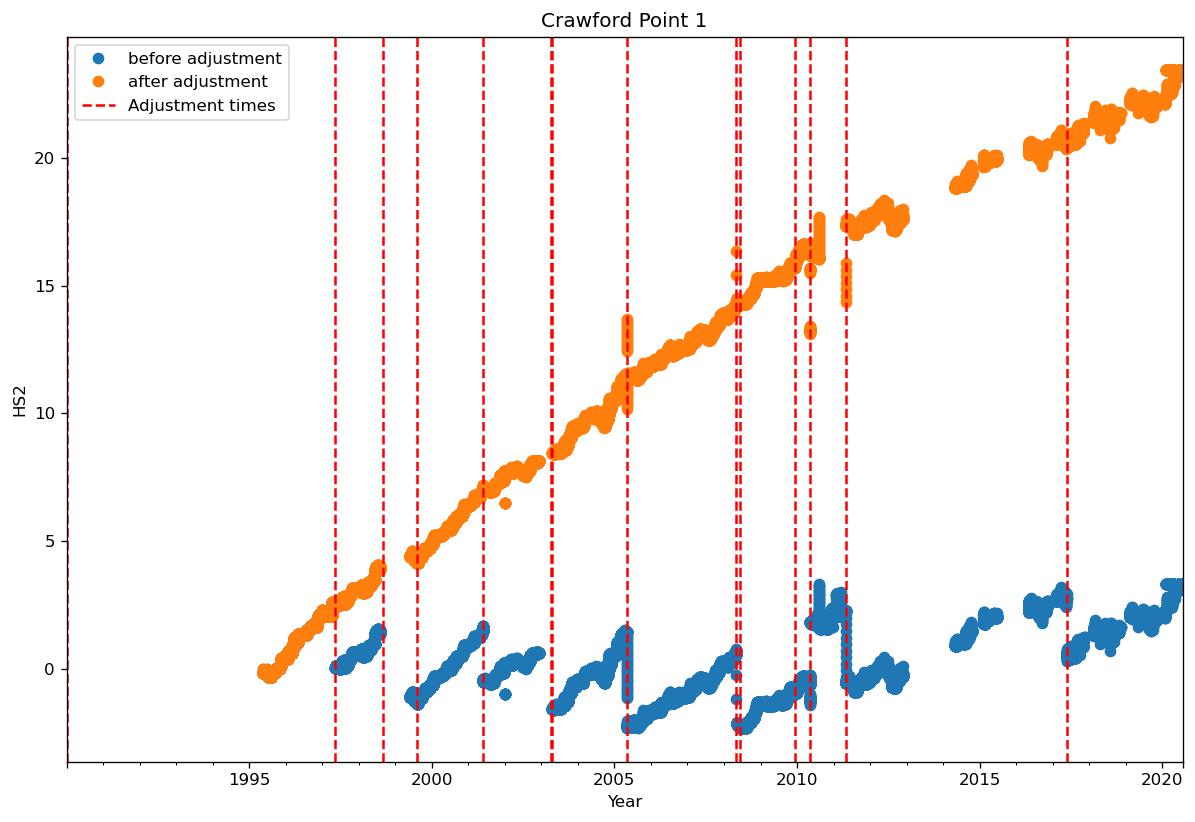 Crawford Point 1
before adjustment
after adjustment
Adjustment times
HS2
20
15
10
5
0
1995
2000
2005
2010
2015
2020
Year